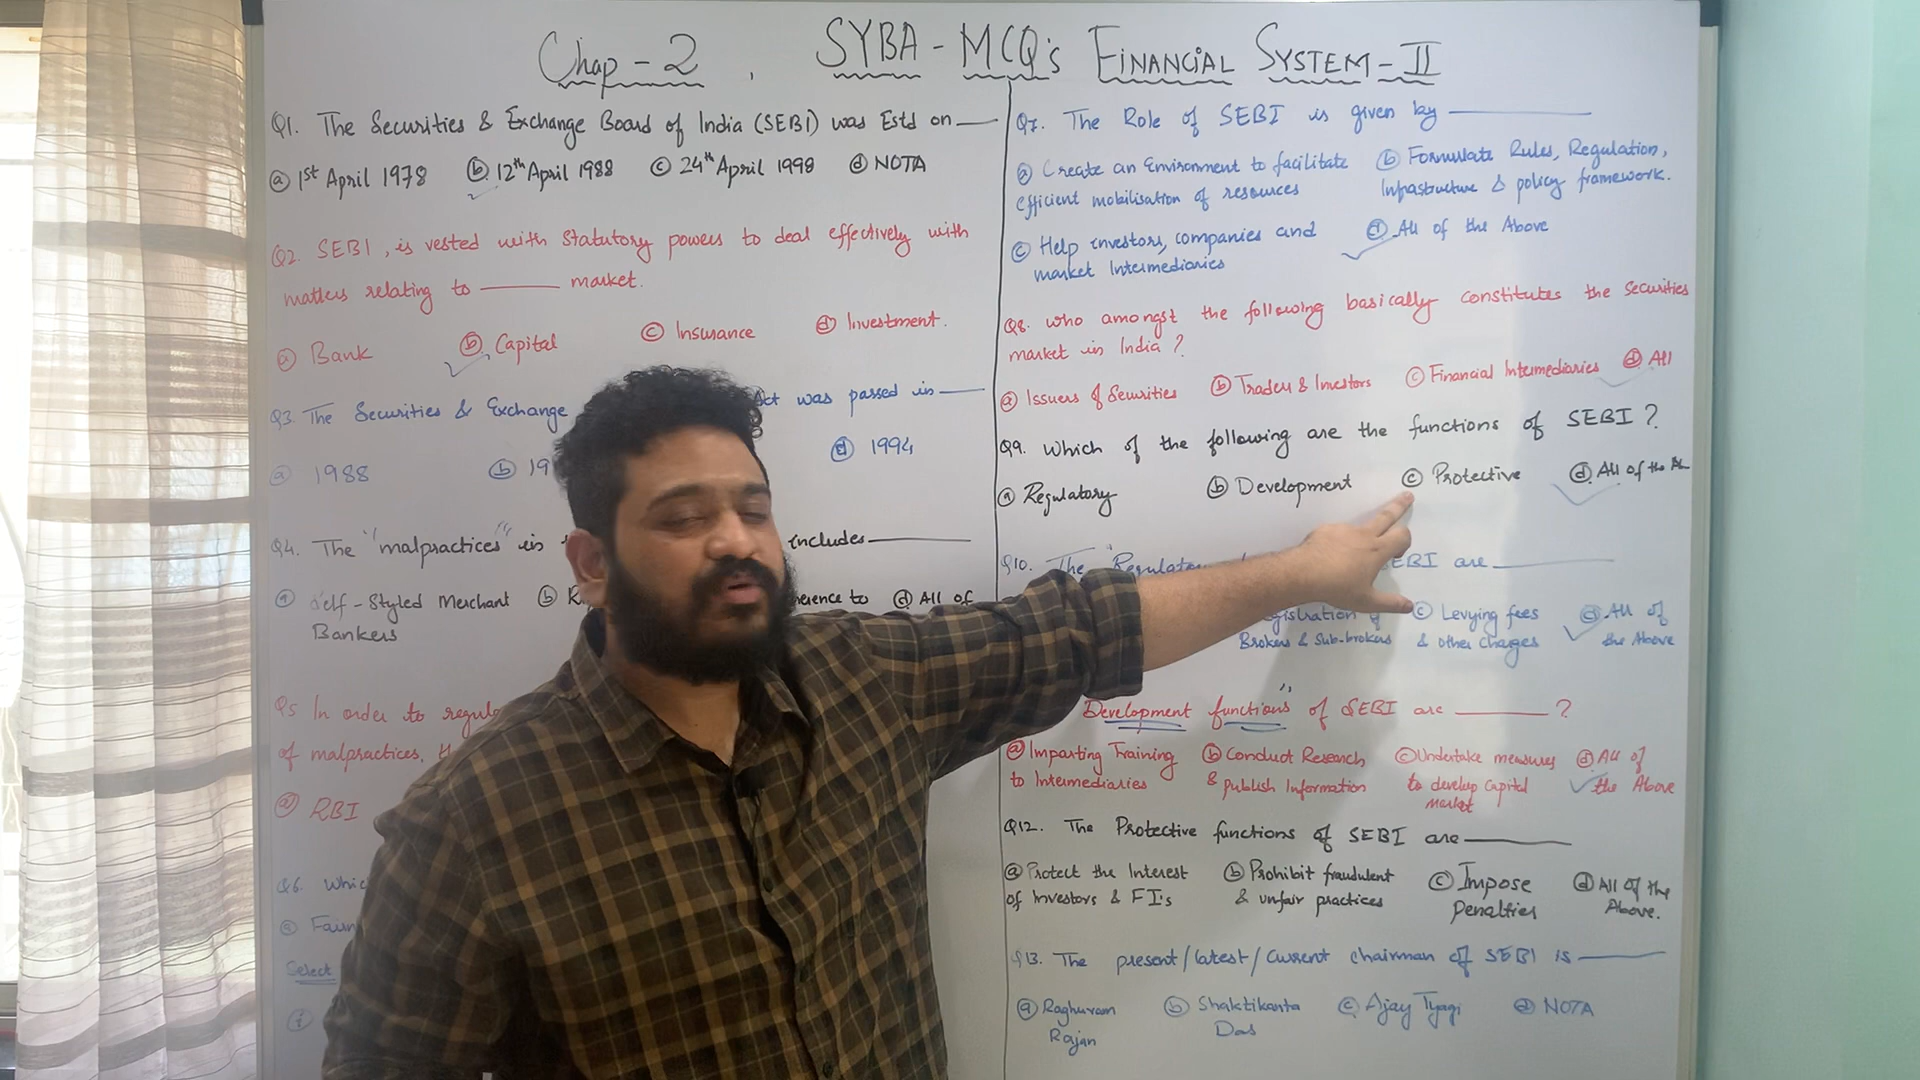 Chap - 2 . SYBA - MCQ's FINANCIAL SYSTEM - II
Q1. The Securities & Exchange Board of India (SEBI) was Estd on
ⓐ 1st April 1978 ⓑ 12th April 1988 ⓒ 24th April 1998 ⓓ NOTA
Q2. SEBI, is vested with statutory powers to deal effectively with
matters relating to ______ market.
ⓐ Bank ⓑ Capital ⓒ Insurance ⓓ Investment.
Q3. The Securities & Exchange Act was passed in
ⓐ 1988 ⓑ 19 ⓓ 1994
Q4. The "malpractices" in includes
ⓐ Self-Styled Merchant ⓑ ⓓ All of
Bankers
Q5 In order to
of malpractices,
ⓐ RBI
Q6.
ⓐ
Select
Q7. The Role of SEBI is given by
ⓐ Create an Environment to facilitate ⓑ Formulate Rules, Regulation,
efficient mobilisation of resources Infrastructure & policy framework.
ⓒ Help investors, companies and ⓓ All of the Above
market Intermediaries
Q8. who amongst the following basically constitutes the Securities
market in India ?
ⓐ Issuers of Securities ⓑ Traders & Investors ⓒ Financial Intermediaries ⓓ All
Q9. Which of the following are the functions of SEBI ?
ⓐ Regulatory ⓑ Development ⓒ Protective ⓓ All of the
Q10. The SEBI are
ⓒ Levying fees ⓓ All of
Brokers & Sub-brokers & other charges the Above
Development functions" of SEBI are ______ ?
ⓐ Imparting Training ⓑ Conduct Research ⓒ Undertake measures ⓓ All of
to Intermediaries & publish Information to develop Capital the Above
market
Q12. The Protective functions of SEBI are
ⓐ Protect the Interest ⓑ Prohibit fraudulent ⓒ Impose ⓓ All of the
of Investors & FI's & unfair practices Penalties Above.
Q13. The present/latest/current chairman of SEBI is
ⓐ Raghuram ⓑ Shaktikanta ⓒ Ajay Tyagi ⓓ NOTA
Rajan Das